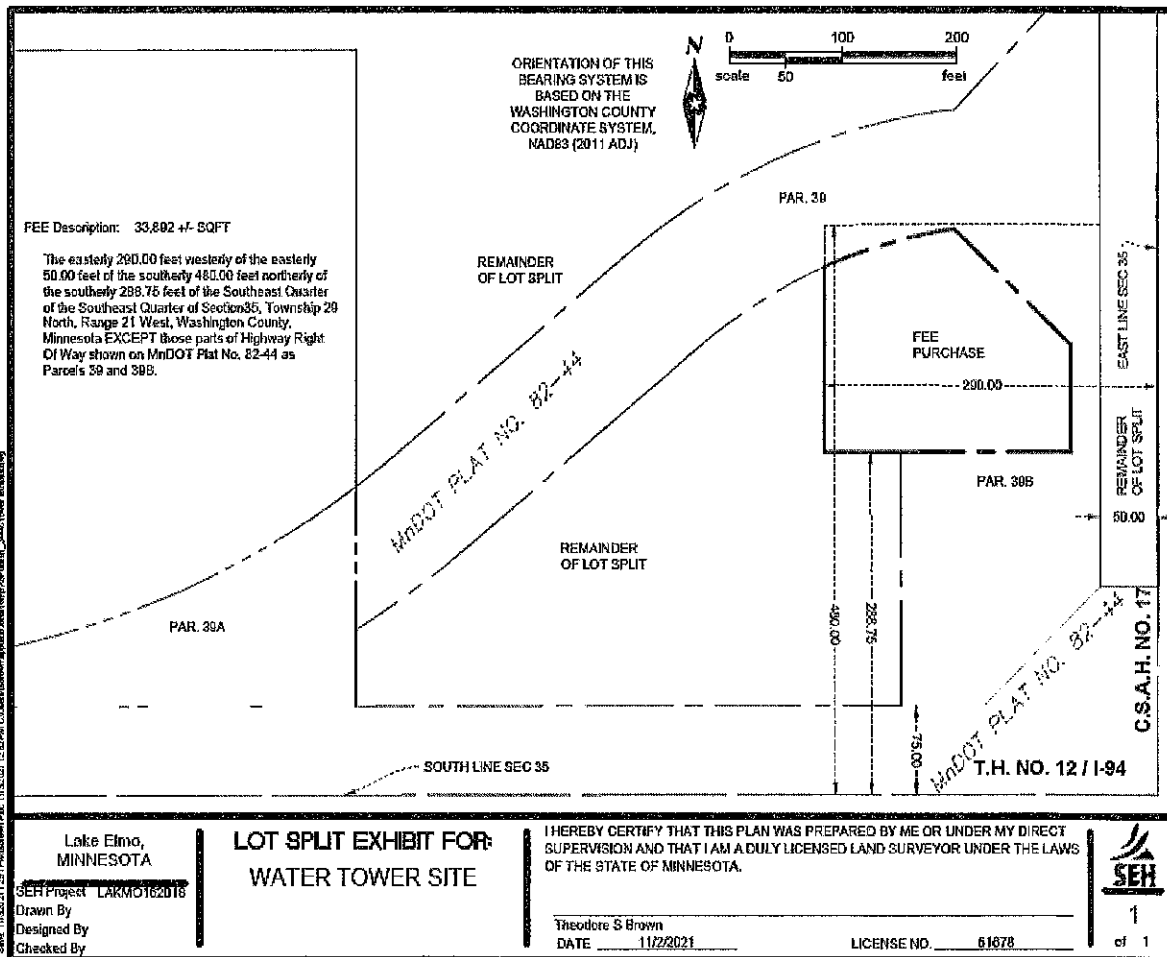 ORIENTATION OF THIS
BEARING SYSTEM IS
BASED ON THE
WASHINGTON COUNTY
COORDINATE SYSTEM,
NAD83 (2011 ADJ)
N
0 100 200
scale 50 feet
FEE Description: 33,892 +/- SQFT
The easterly 290.00 feet westerly of the easterly
50.00 feet of the southerly 480.00 feet northerly of
the southerly 288.75 feet of the Southeast Quarter
of the Southeast Quarter of Section35, Township 29
North, Range 21 West, Washington County,
Minnesota EXCEPT those parts of Highway Right
Of Way shown on MnDOT Plat No. 82-44 as
Parcels 39 and 39B.
PAR. 39
REMAINDER
OF LOT SPLIT
MnDOT PLAT NO. 82-44
FEE
PURCHASE
290.00
EAST LINE SEC 35
REMAINDER
OF LOT SPLIT
50.00
PAR. 39B
REMAINDER
OF LOT SPLIT
480.00
288.75
PAR. 39A
75.00
MnDOT PLAT NO. 82-44
C.S.A.H. NO. 17
T.H. NO. 12 / I-94
SOUTH LINE SEC 35
Lake Elmo,
MINNESOTA
SEH Project LAKMO162018
Drawn By
Designed By
Checked By
LOT SPLIT EXHIBIT FOR:
WATER TOWER SITE
I HEREBY CERTIFY THAT THIS PLAN WAS PREPARED BY ME OR UNDER MY DIRECT
SUPERVISION AND THAT I AM A DULY LICENSED LAND SURVEYOR UNDER THE LAWS
OF THE STATE OF MINNESOTA.
Theodore S Brown
DATE 11/2/2021 LICENSE NO. 51678
SEH
1
of 1